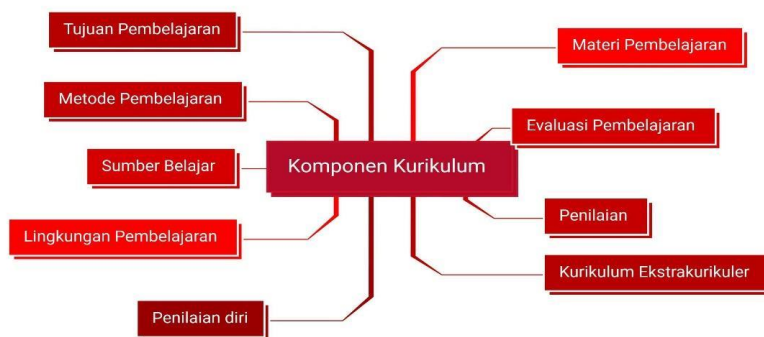 Tujuan Pembelajaran
Materi Pembelajaran
Metode Pembelajaran
Evaluasi Pembelajaran
Komponen Kurikulum
Sumber Belajar
Penilaian
Lingkungan Pembelajaran
Kurikulum Ekstrakurikuler
Penilaian diri